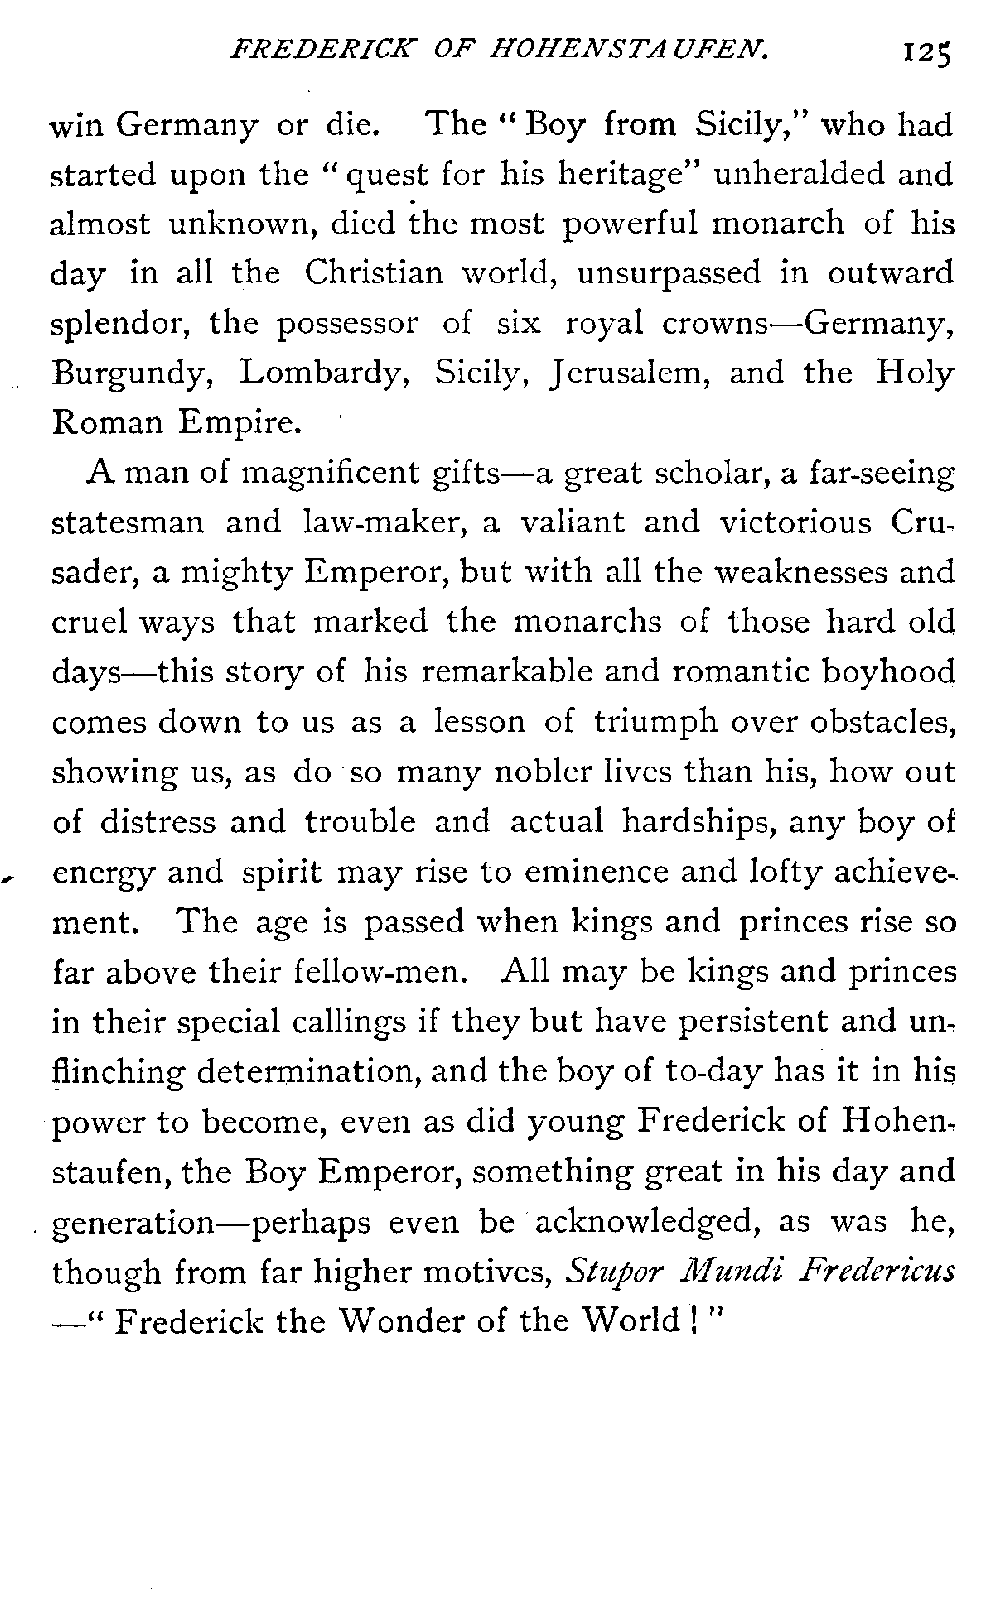 FREDERICK OF HOHENSTAUFEN. 125
win Germany or die. The "Boy from Sicily," who had
started upon the "quest for his heritage" unheralded and
almost unknown, died the most powerful monarch of his
day in all the Christian world, unsurpassed in outward
splendor, the possessor of six royal crowns—Germany,
Burgundy, Lombardy, Sicily, Jerusalem, and the Holy
Roman Empire.
A man of magnificent gifts—a great scholar, a far-seeing
statesman and law-maker, a valiant and victorious Cru-
sader, a mighty Emperor, but with all the weaknesses and
cruel ways that marked the monarchs of those hard old
days—this story of his remarkable and romantic boyhood
comes down to us as a lesson of triumph over obstacles,
showing us, as do so many nobler lives than his, how out
of distress and trouble and actual hardships, any boy of
energy and spirit may rise to eminence and lofty achieve-
ment. The age is passed when kings and princes rise so
far above their fellow-men. All may be kings and princes
in their special callings if they but have persistent and un-
flinching determination, and the boy of to-day has it in his
power to become, even as did young Frederick of Hohen-
staufen, the Boy Emperor, something great in his day and
generation—perhaps even be acknowledged, as was he,
though from far higher motives, Stupor Mundi Fredericus
—"Frederick the Wonder of the World!"